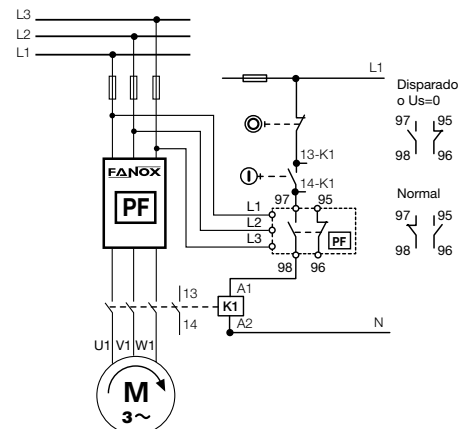 L3
L2
L1
L1
Disparado
o Us=0
97 95
98 96
13-K1
14-K1
FANOX
PF
97 95
L1
L2
L3
PF
Normal
97 95
98 96
98 96
A1
13
K1
14
A2
N
U1 V1 W1
M
3~